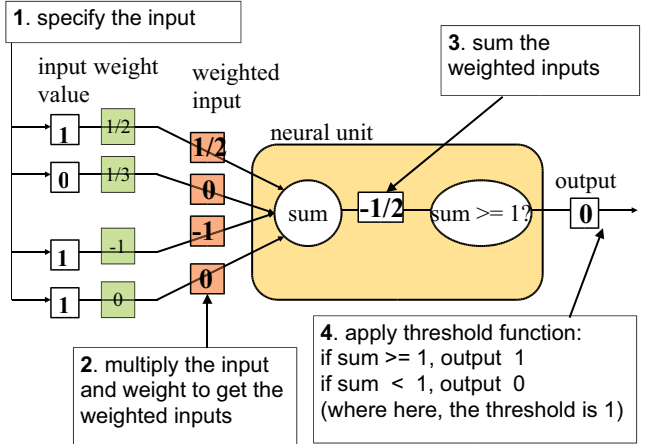 1. specify the input
input weight
value
weighted
input
3. sum the
weighted inputs
neural unit
1
1/2
1/2
0
1/3
0
sum
-1/2
sum >= 1?
output
0
1
-1
-1
1
0
0
2. multiply the input
and weight to get the
weighted inputs
4. apply threshold function:
if sum >= 1, output 1
if sum < 1, output 0
(where here, the threshold is 1)